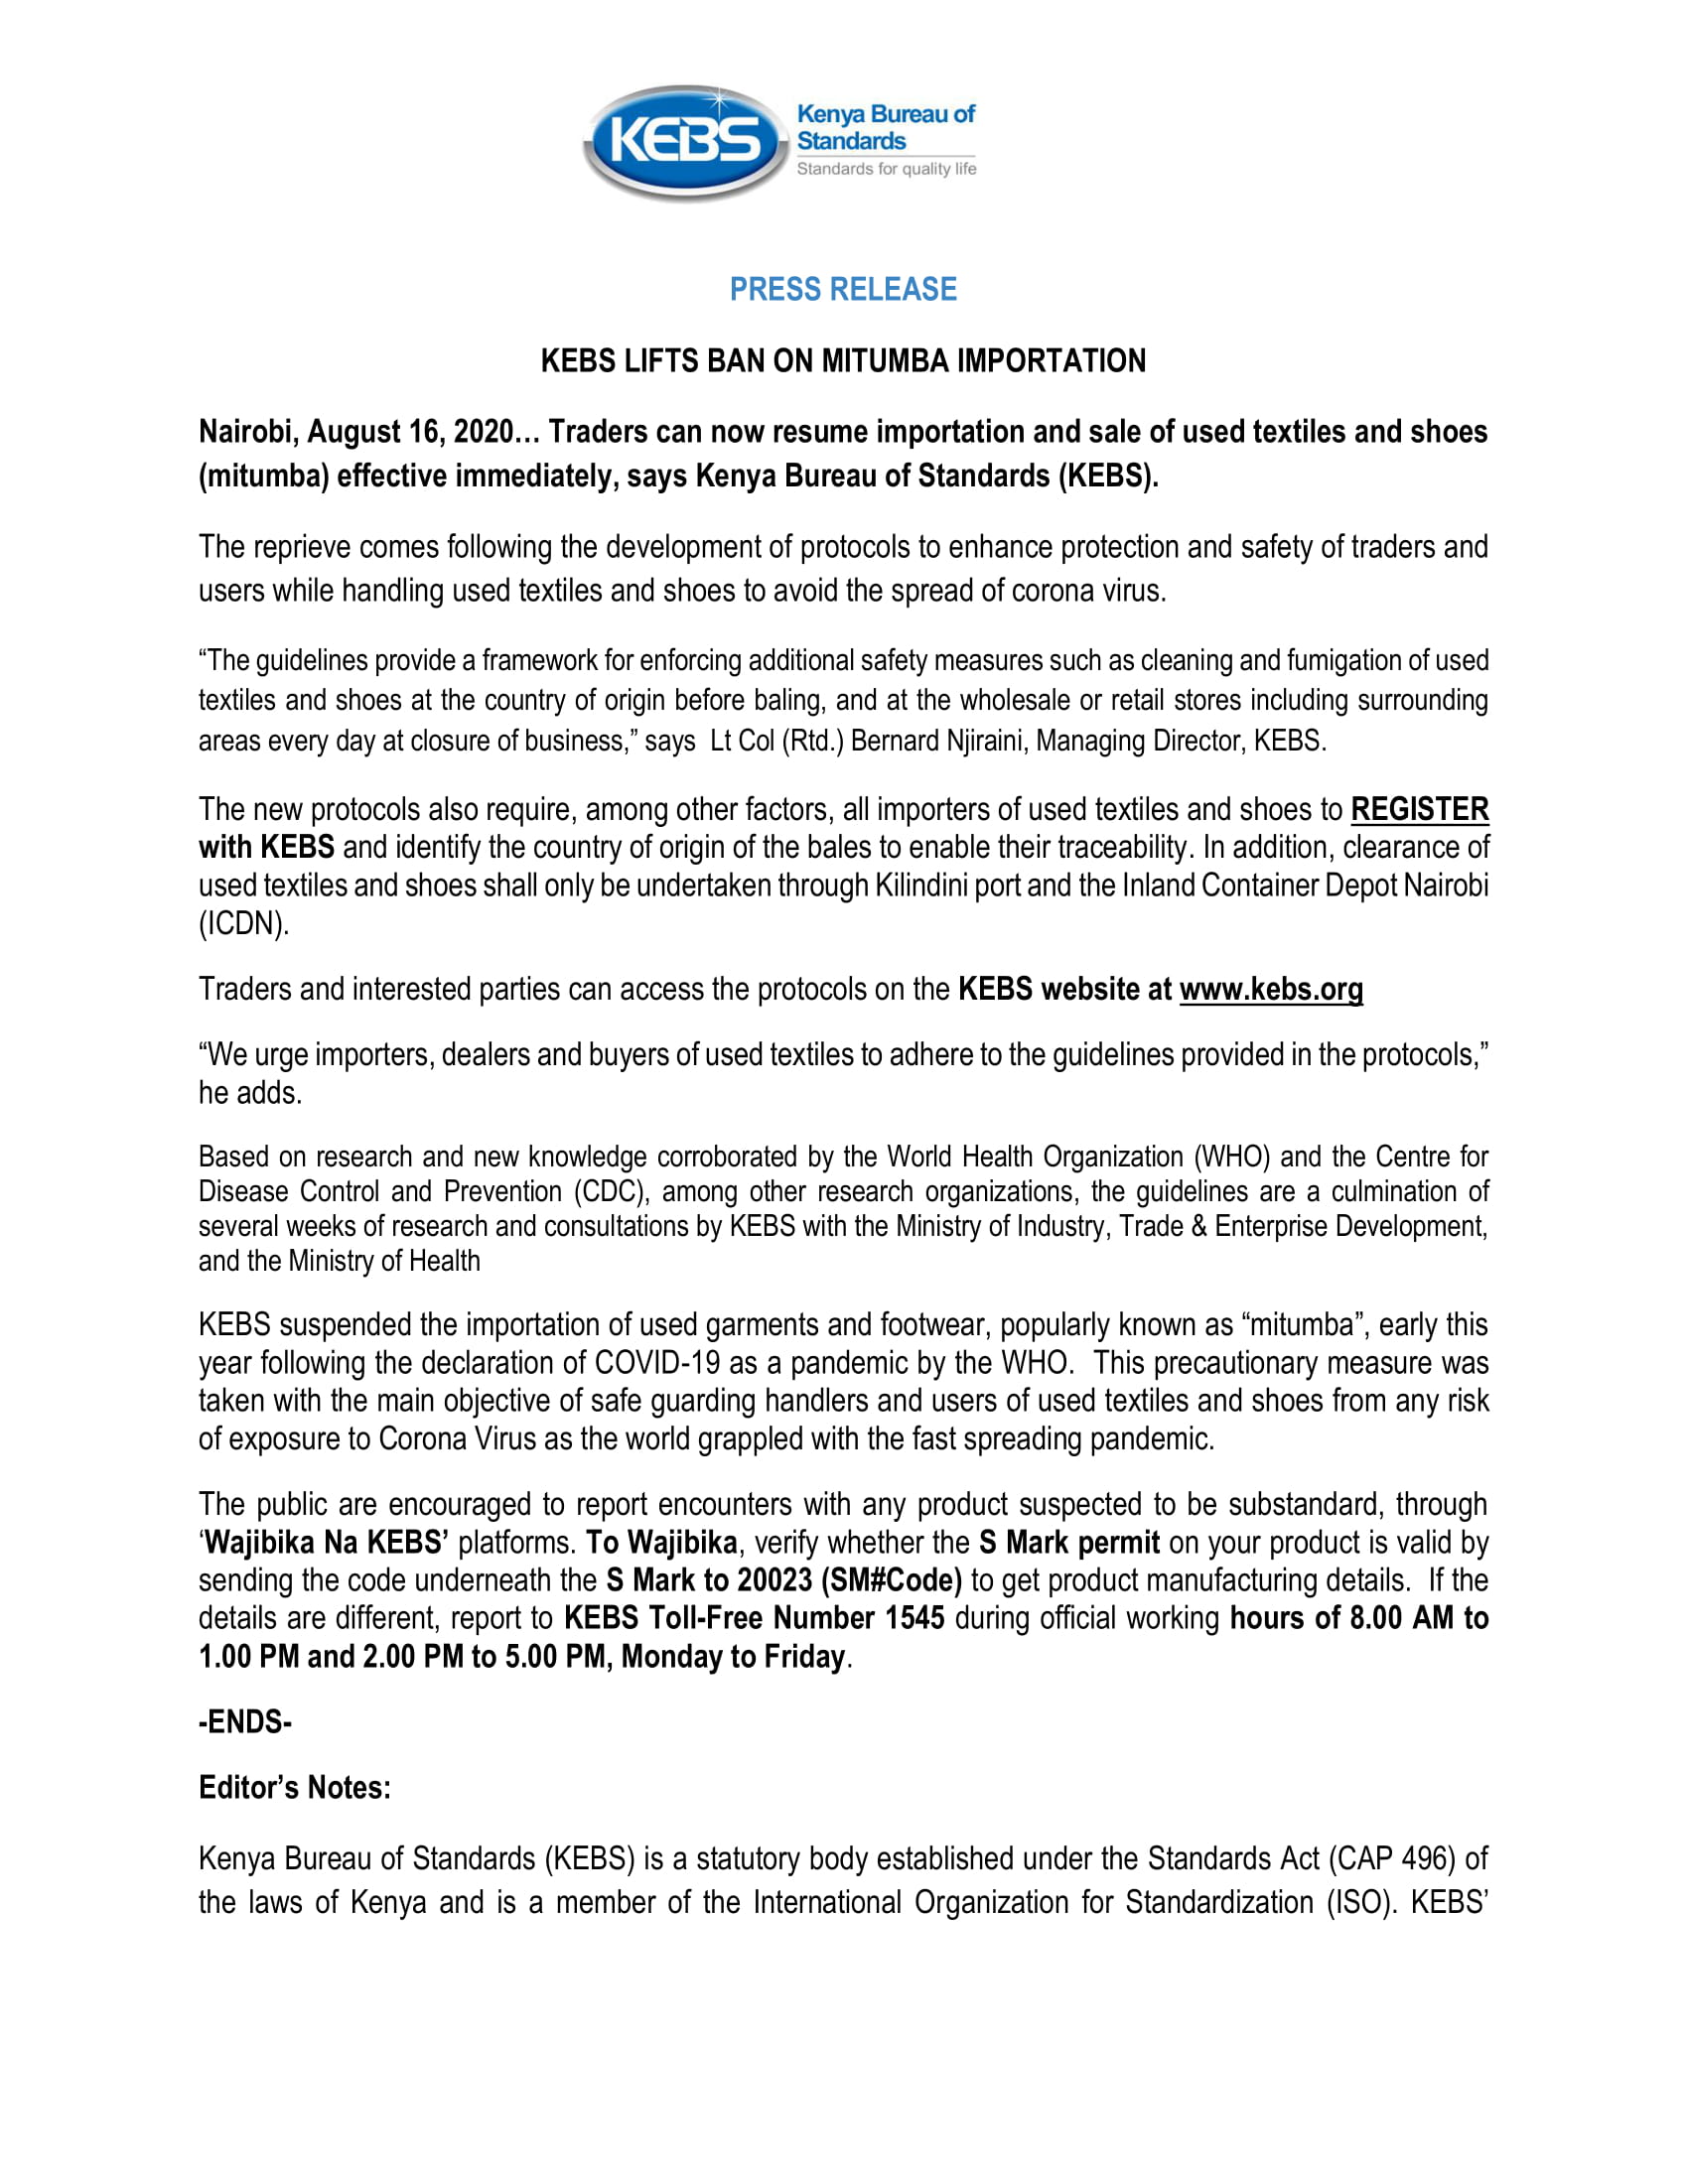 KEBS
Kenya Bureau of
Standards
Standards for quality life
PRESS RELEASE
KEBS LIFTS BAN ON MITUMBA IMPORTATION
Nairobi, August 16, 2020… Traders can now resume importation and sale of used textiles and shoes
(mitumba) effective immediately, says Kenya Bureau of Standards (KEBS).
The reprieve comes following the development of protocols to enhance protection and safety of traders and
users while handling used textiles and shoes to avoid the spread of corona virus.
“The guidelines provide a framework for enforcing additional safety measures such as cleaning and fumigation of used
textiles and shoes at the country of origin before baling, and at the wholesale or retail stores including surrounding
areas every day at closure of business,” says  Lt Col (Rtd.) Bernard Njiraini, Managing Director, KEBS.
The new protocols also require, among other factors, all importers of used textiles and shoes to REGISTER
with KEBS and identify the country of origin of the bales to enable their traceability. In addition, clearance of
used textiles and shoes shall only be undertaken through Kilindini port and the Inland Container Depot Nairobi
(ICDN).
Traders and interested parties can access the protocols on the KEBS website at www.kebs.org
“We urge importers, dealers and buyers of used textiles to adhere to the guidelines provided in the protocols,”
he adds.
Based on research and new knowledge corroborated by the World Health Organization (WHO) and the Centre for
Disease Control and Prevention (CDC), among other research organizations, the guidelines are a culmination of
several weeks of research and consultations by KEBS with the Ministry of Industry, Trade & Enterprise Development,
and the Ministry of Health
KEBS suspended the importation of used garments and footwear, popularly known as “mitumba”, early this
year following the declaration of COVID-19 as a pandemic by the WHO.  This precautionary measure was
taken with the main objective of safe guarding handlers and users of used textiles and shoes from any risk
of exposure to Corona Virus as the world grappled with the fast spreading pandemic.
The public are encouraged to report encounters with any product suspected to be substandard, through
‘Wajibika Na KEBS’ platforms. To Wajibika, verify whether the S Mark permit on your product is valid by
sending the code underneath the S Mark to 20023 (SM#Code) to get product manufacturing details.  If the
details are different, report to KEBS Toll-Free Number 1545 during official working hours of 8.00 AM to
1.00 PM and 2.00 PM to 5.00 PM, Monday to Friday.
-ENDS-
Editor’s Notes:
Kenya Bureau of Standards (KEBS) is a statutory body established under the Standards Act (CAP 496) of
the laws of Kenya and is a member of the International Organization for Standardization (ISO). KEBS’